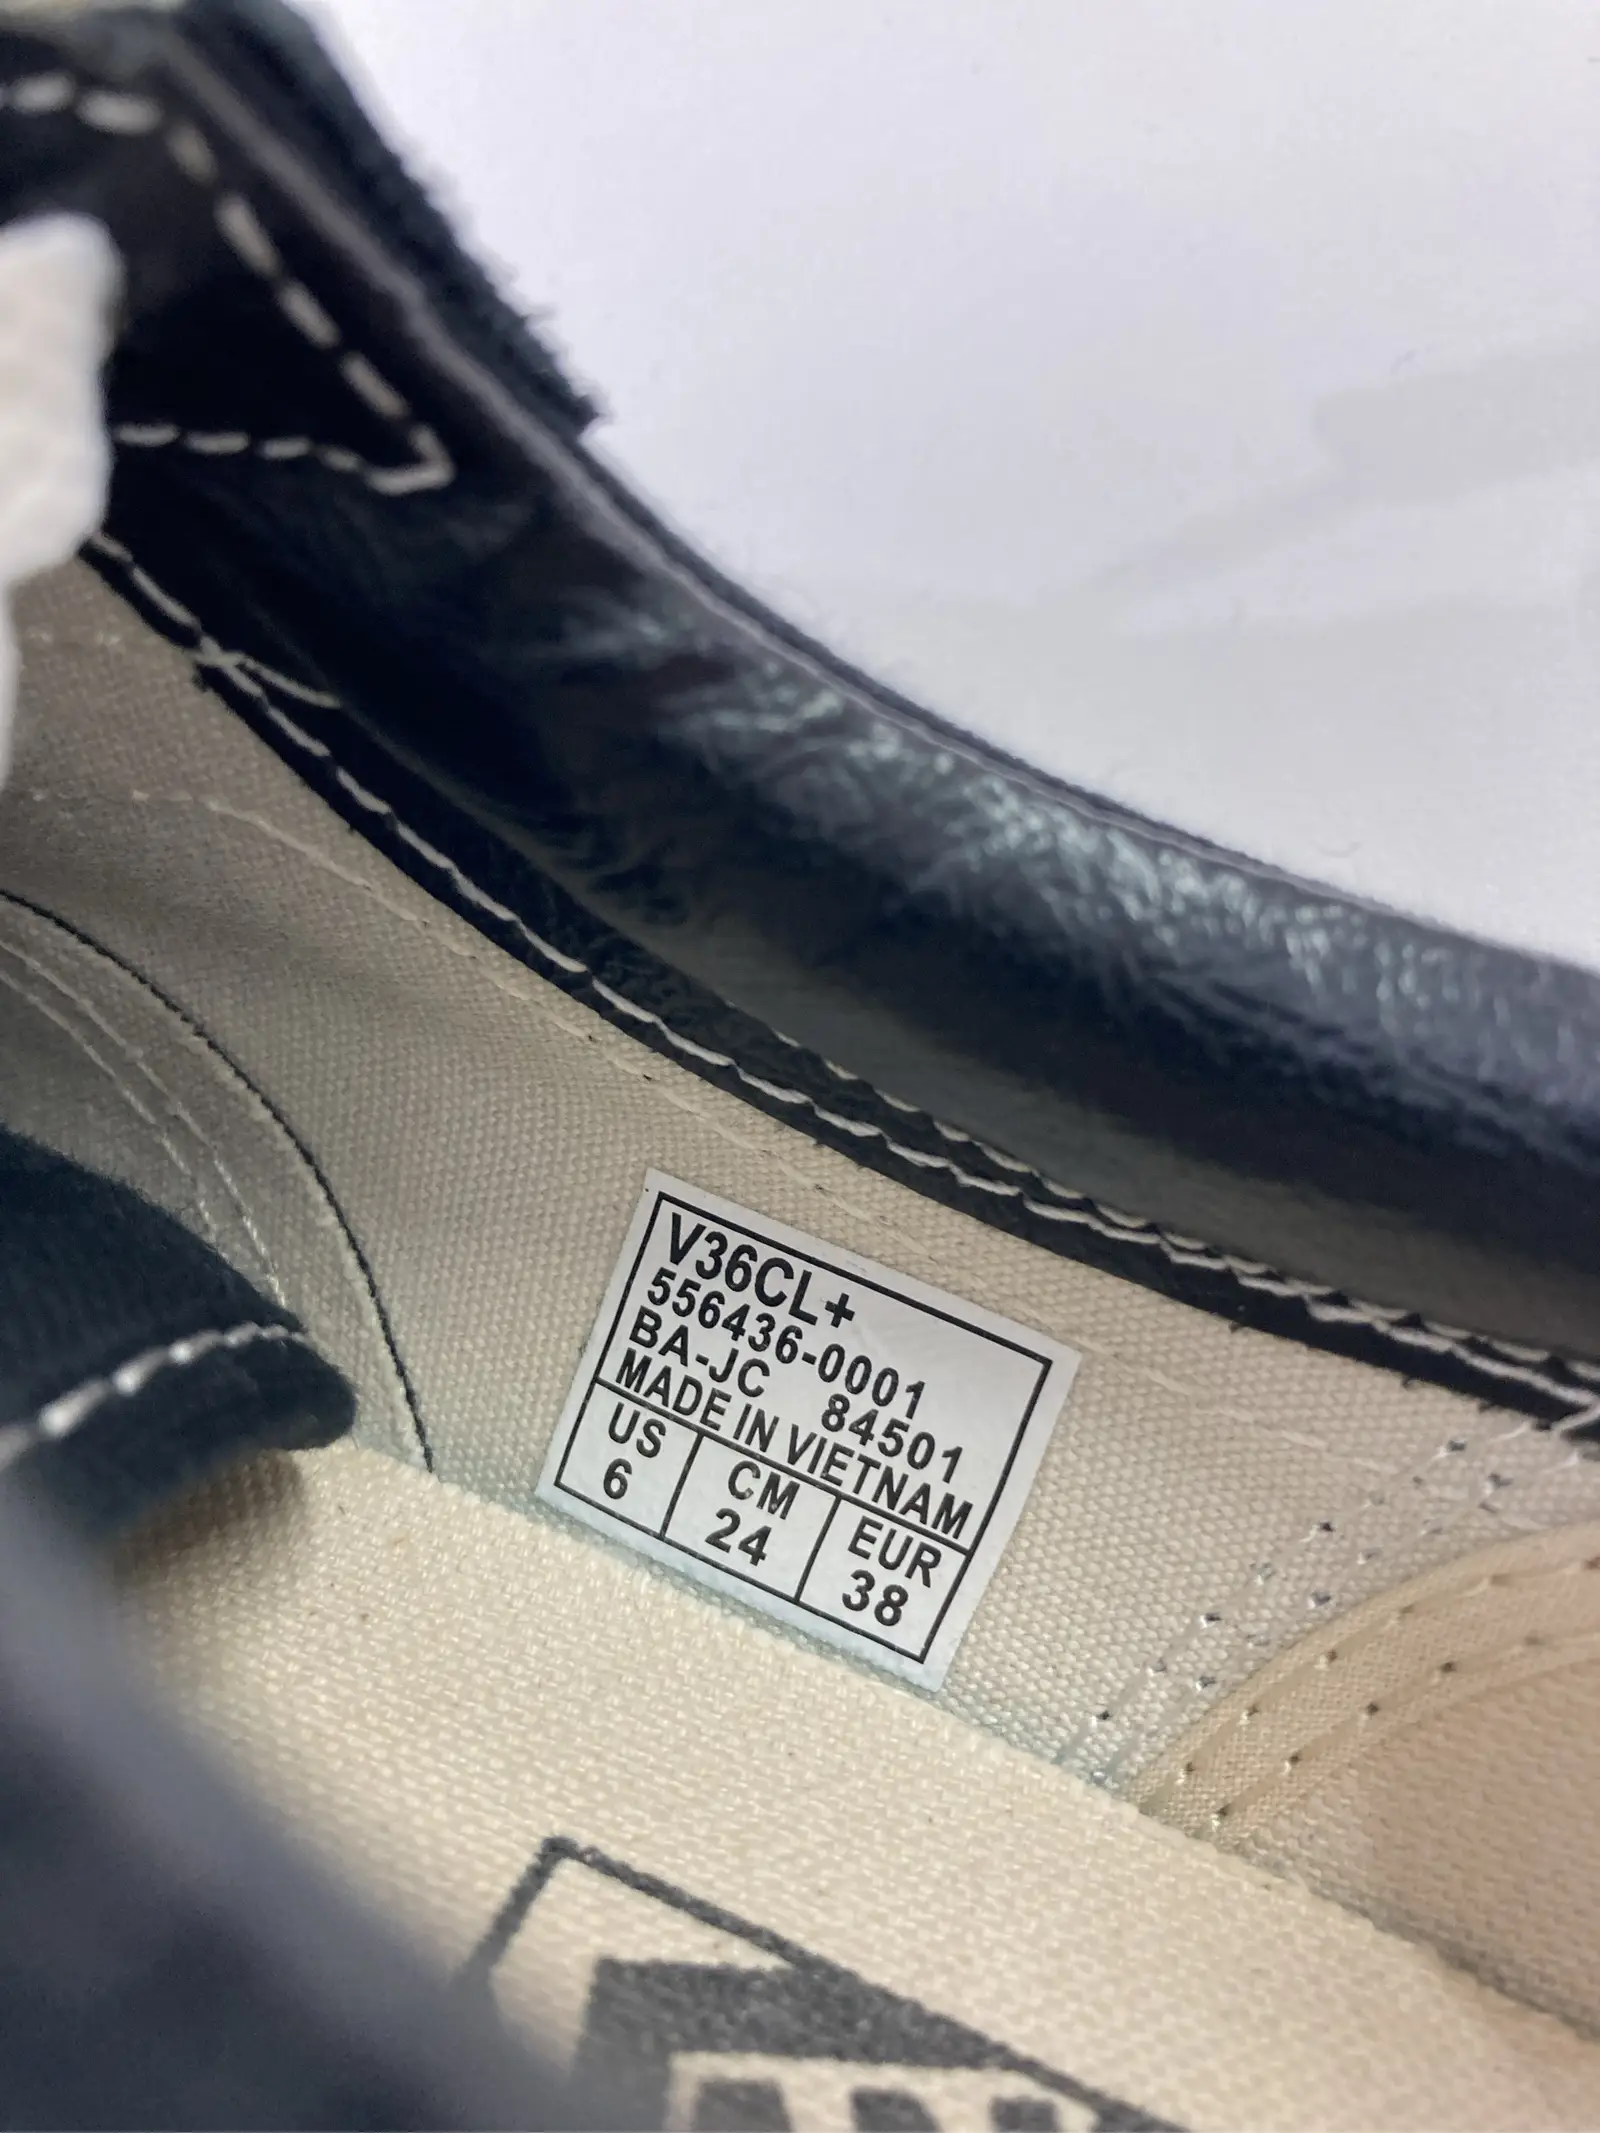 V36CL+
556436-0001
BA-JC 84501
MADE IN VIETNAM
US CM EUR
6 24 38